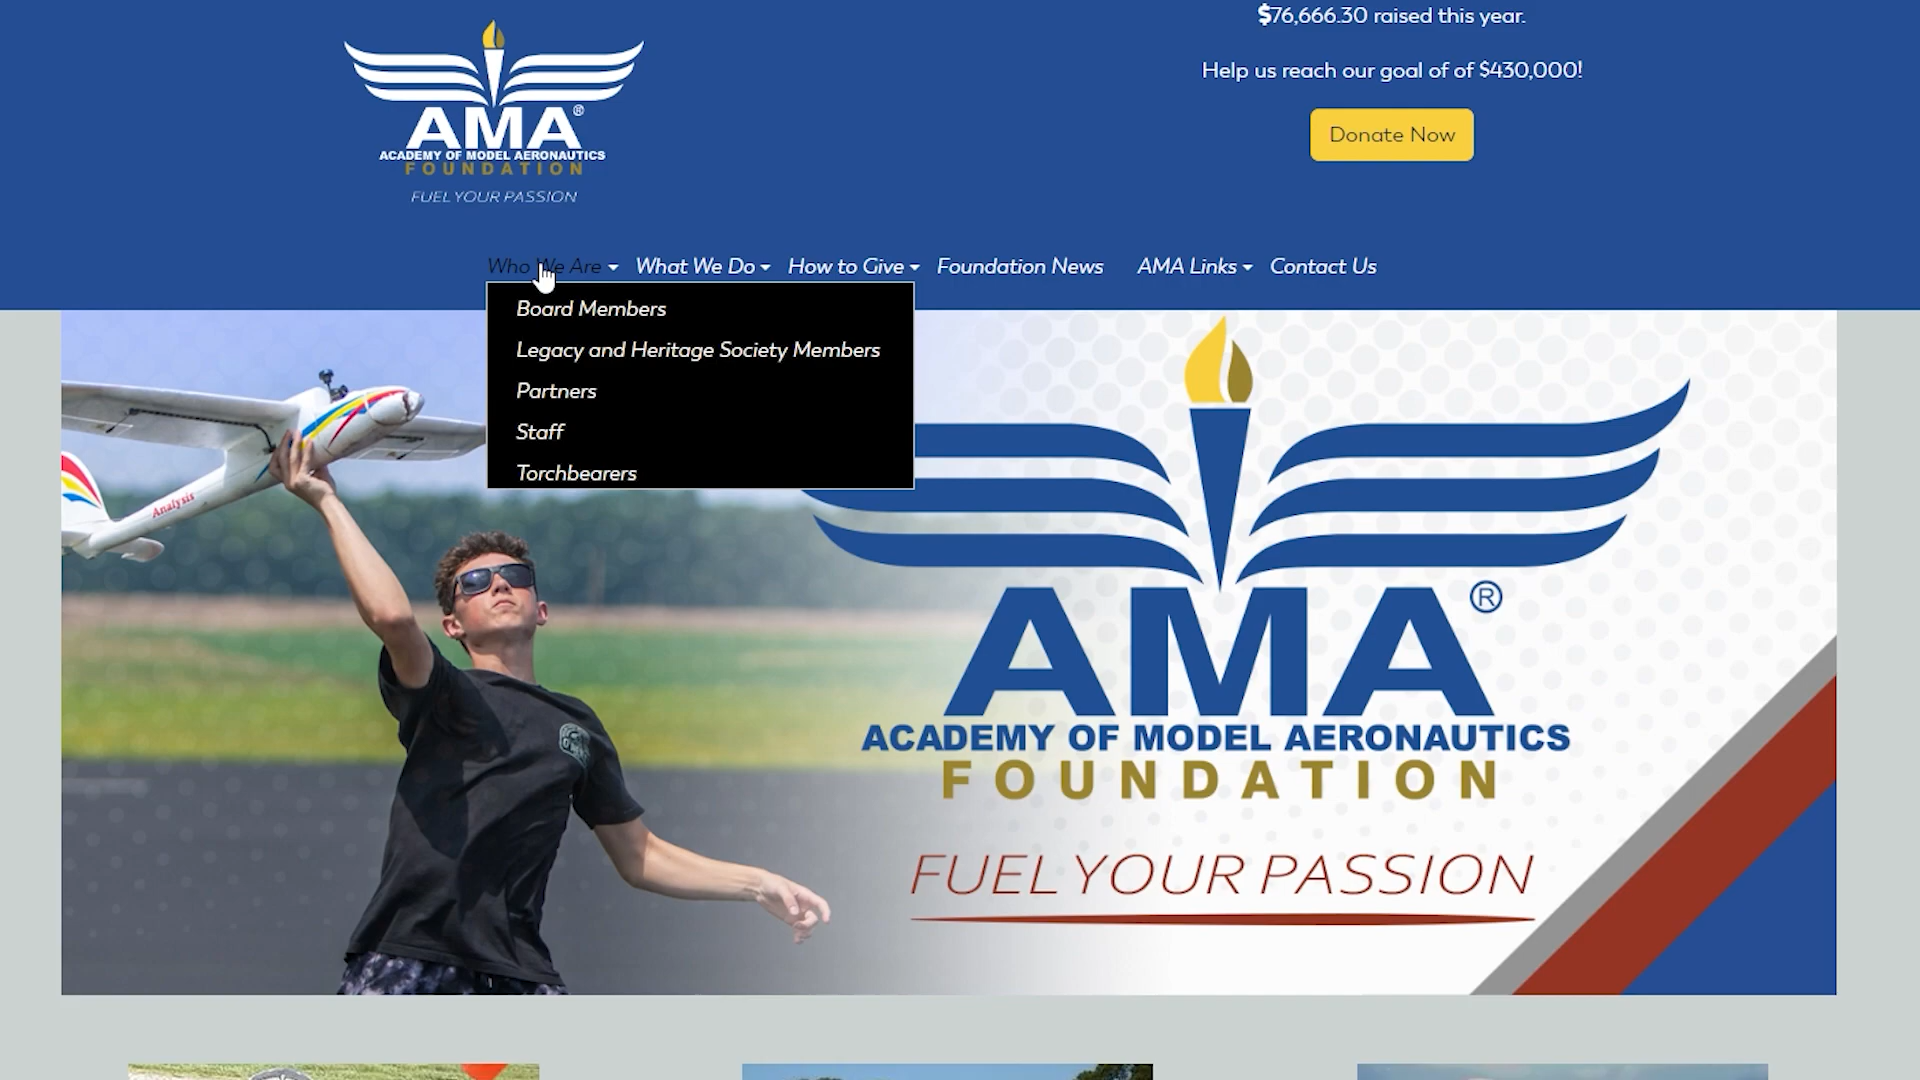 $76,666.30 raised this year.
Help us reach our goal of of $430,000!
Donate Now
AMA®
ACADEMY OF MODEL AERONAUTICS
FOUNDATION
FUEL YOUR PASSION
Who We Are
What We Do
How to Give
Foundation News
AMA Links
Contact Us
Board Members
Legacy and Heritage Society Members
Partners
Staff
Torchbearers
Analysis
AMA®
ACADEMY OF MODEL AERONAUTICS
FOUNDATION
FUEL YOUR PASSION